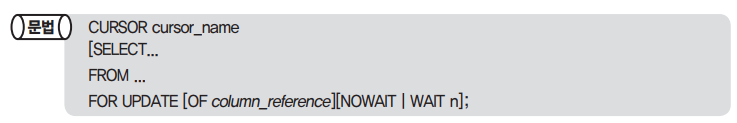 문법
CURSOR cursor_name
[SELECT...
FROM ...
FOR UPDATE [OF column_reference][NOWAIT | WAIT n];